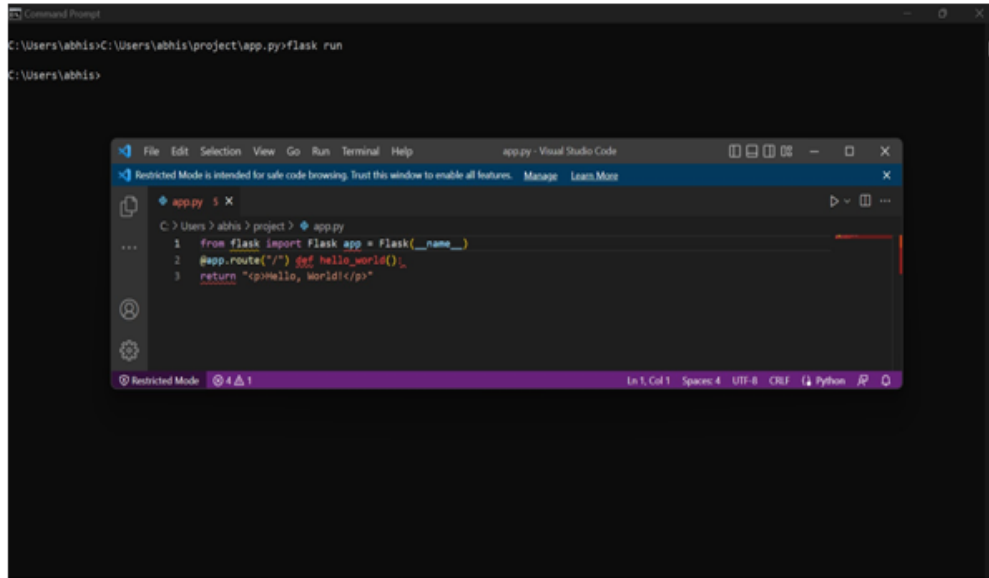 Command Prompt
C:\Users\abhis>C:\Users\abhis\project\app.py>flask run
C:\Users\abhis>
File Edit Selection View Go Run Terminal Help app.py - Visual Studio Code
Restricted Mode is intended for safe code browsing. Trust this window to enable all features. Manage Learn More
app.py 5
C: > Users > abhis > project > app.py
1 from flask import Flask app = Flask(__name__)
2 @app.route("/") def hello_world():
3 return "<p>Hello, World!</p>"
Restricted Mode 4 1 Ln 1, Col 1 Spaces: 4 UTF-8 CRLF Python